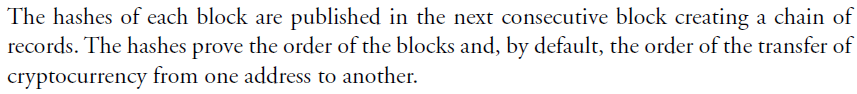 The hashes of each block are published in the next consecutive block creating a chain of
records. The hashes prove the order of the blocks and, by default, the order of the transfer of
cryptocurrency from one address to another.